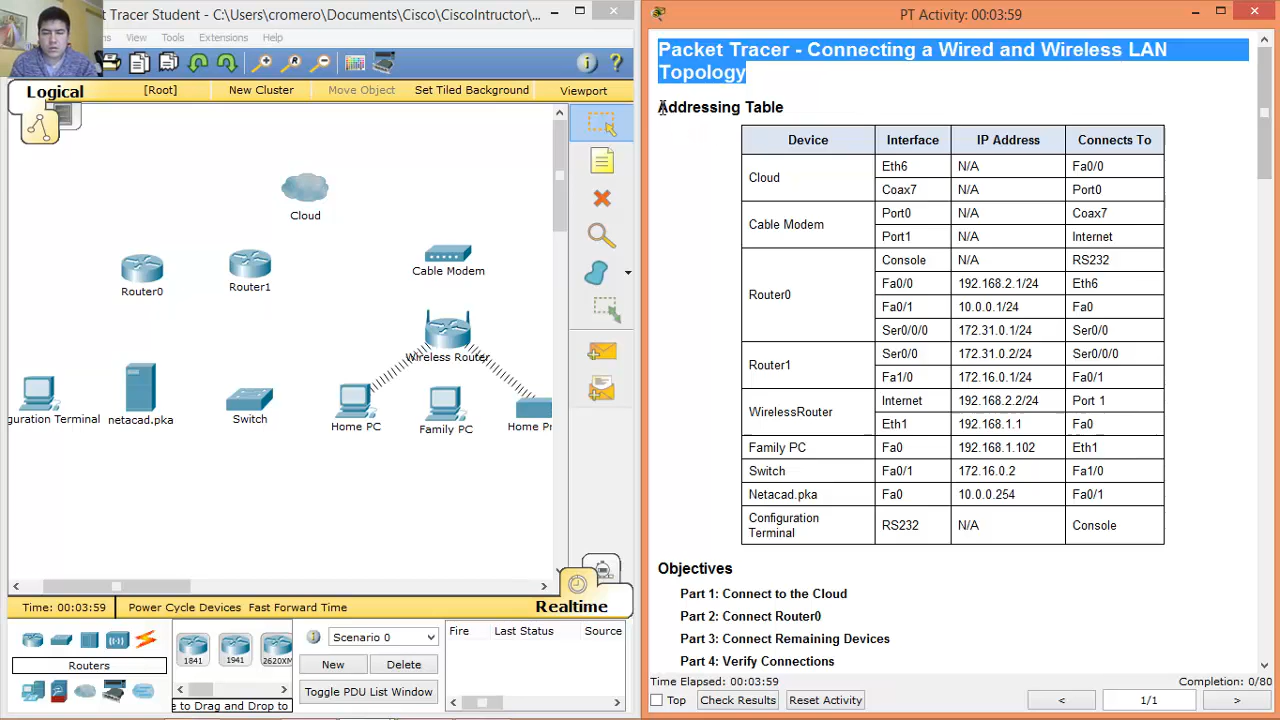 t Tracer Student - C:\Users\cromero\Documents\Cisco\CiscoIntructor\...
ns View Tools Extensions Help
Logical [Root] New Cluster Move Object Set Tiled Background Viewport
Cloud
Router0
Router1
Cable Modem
Wireless Router
guration Terminal
netacad.pka
Switch
Home PC
Family PC
Home Pr
Realtime
Time: 00:03:59 Power Cycle Devices Fast Forward Time
Routers
1841
1941
2620XM
e to Drag and Drop to
Scenario 0
New Delete
Toggle PDU List Window
Fire Last Status Source
PT Activity: 00:03:59
Packet Tracer - Connecting a Wired and Wireless LAN
Topology
Addressing Table
Device Interface IP Address Connects To
Cloud Eth6 N/A Fa0/0
Coax7 N/A Port0
Cable Modem Port0 N/A Coax7
Port1 N/A Internet
Router0 Console N/A RS232
Fa0/0 192.168.2.1/24 Eth6
Fa0/1 10.0.0.1/24 Fa0
Ser0/0/0 172.31.0.1/24 Ser0/0
Router1 Ser0/0 172.31.0.2/24 Ser0/0/0
Fa1/0 172.16.0.1/24 Fa0/1
WirelessRouter Internet 192.168.2.2/24 Port 1
Eth1 192.168.1.1 Fa0
Family PC Fa0 192.168.1.102 Eth1
Switch Fa0/1 172.16.0.2 Fa1/0
Netacad.pka Fa0 10.0.0.254 Fa0/1
Configuration
Terminal RS232 N/A Console
Objectives
Part 1: Connect to the Cloud
Part 2: Connect Router0
Part 3: Connect Remaining Devices
Part 4: Verify Connections
Time Elapsed: 00:03:59 Completion: 0/80
Top Check Results Reset Activity < 1/1 >